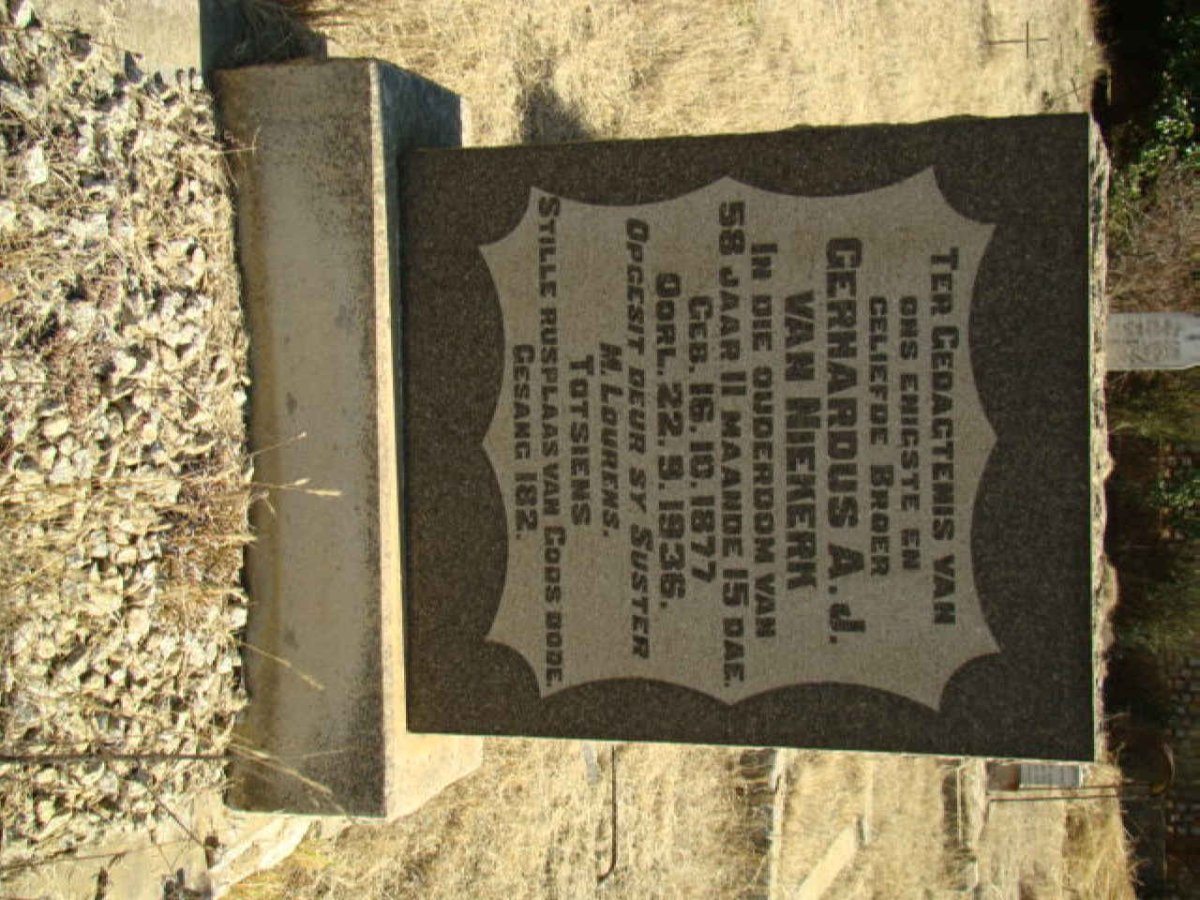 TER GEDAGTENIS VAN
ONS ENIGSTE EN
GELIEFDE BROER
GERHARDUS A.J.
VAN NIEKERK
IN DIE OUDERDOM VAN
58 JAAR 11 MAANDE 15 DAE.
GEB. 16.10.1877
OORL. 22.9.1936.
OPGESIT DEUR SY SUSTER
M. LOURENS.
TOTSIENS
STILLE RUSPLAAS VAN GODS DODE
GESANG 182.